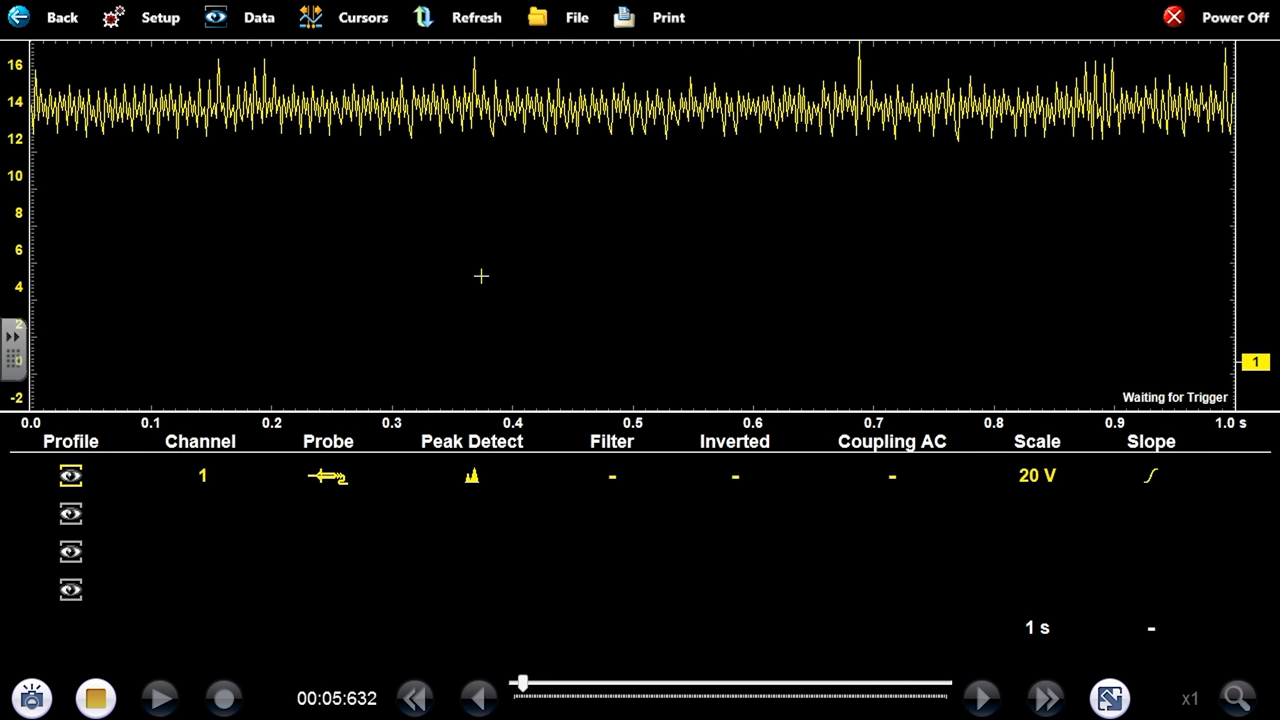 Back Setup Data Cursors Refresh File Print Power Off
16
14
12
10
8
6
4
2
0
-2
1
Waiting for Trigger
0.0 0.1 0.2 0.3 0.4 0.5 0.6 0.7 0.8 0.9 1.0 s
Profile Channel Probe Peak Detect Filter Inverted Coupling AC Scale Slope
1 - - - 20 V
1 s -
00:05:632 x1